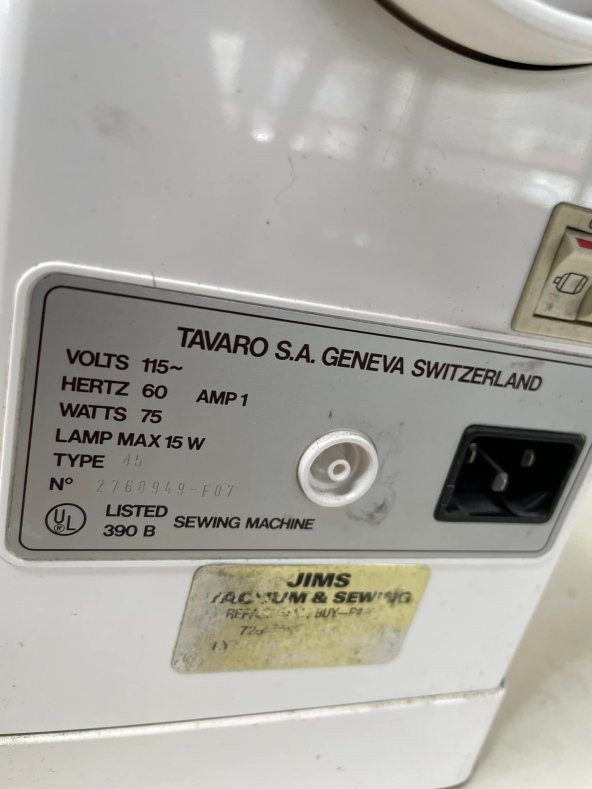 TAVARO S.A. GENEVA SWITZERLAND
VOLTS 115~
HERTZ 60 AMP 1
WATTS 75
LAMP MAX 15 W
TYPE 45
N° 2768949-F07
UL
LISTED
390 B
SEWING MACHINE
JIMS
VACUUM & SEWING